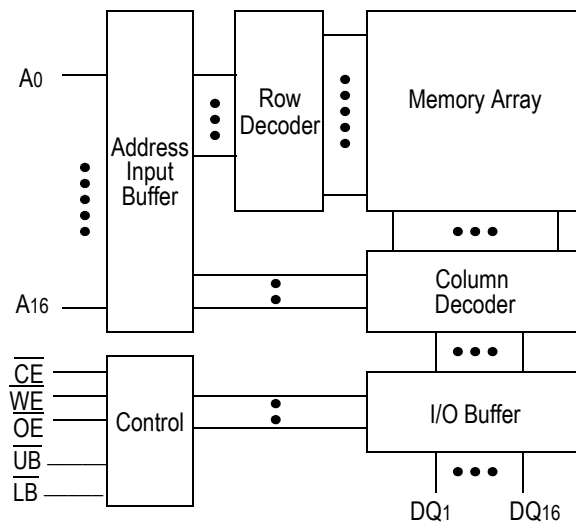 A0
A16
Address
Input
Buffer
Row
Decoder
Memory Array
Column
Decoder
CE
WE
OE
UB
LB
Control
I/O Buffer
DQ1
DQ16